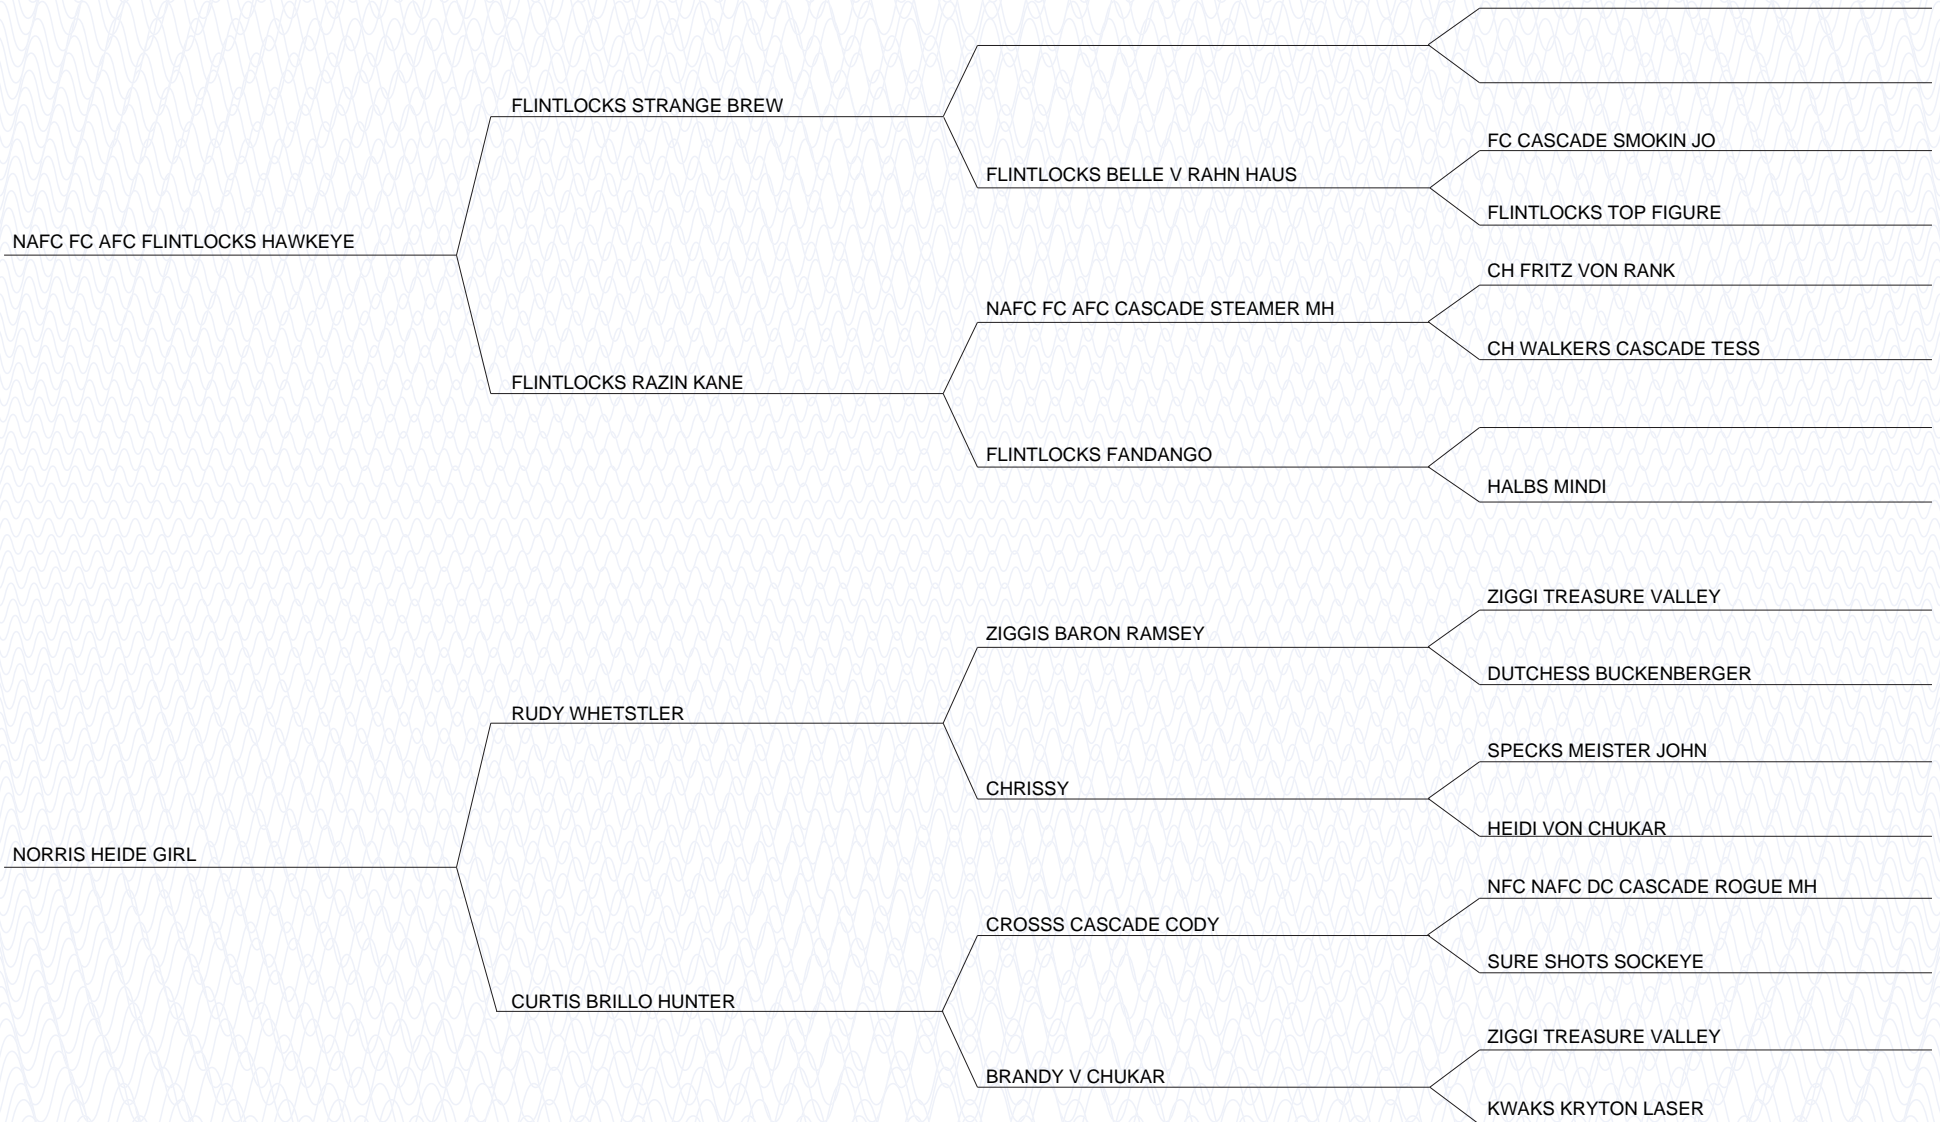 FLINTLOCKS STRANGE BREW
FC CASCADE SMOKIN JO
FLINTLOCKS BELLE V RAHN HAUS
FLINTLOCKS TOP FIGURE
NAFC FC AFC FLINTLOCKS HAWKEYE
CH FRITZ VON RANK
NAFC FC AFC CASCADE STEAMER MH
CH WALKERS CASCADE TESS
FLINTLOCKS RAZIN KANE
FLINTLOCKS FANDANGO
HALBS MINDI
ZIGGI TREASURE VALLEY
ZIGGIS BARON RAMSEY
DUTCHESS BUCKENBERGER
RUDY WHETSTLER
SPECKS MEISTER JOHN
CHRISSY
HEIDI VON CHUKAR
NORRIS HEIDE GIRL
NFC NAFC DC CASCADE ROGUE MH
CROSSS CASCADE CODY
SURE SHOTS SOCKEYE
CURTIS BRILLO HUNTER
ZIGGI TREASURE VALLEY
BRANDY V CHUKAR
KWAKS KRYTON LASER